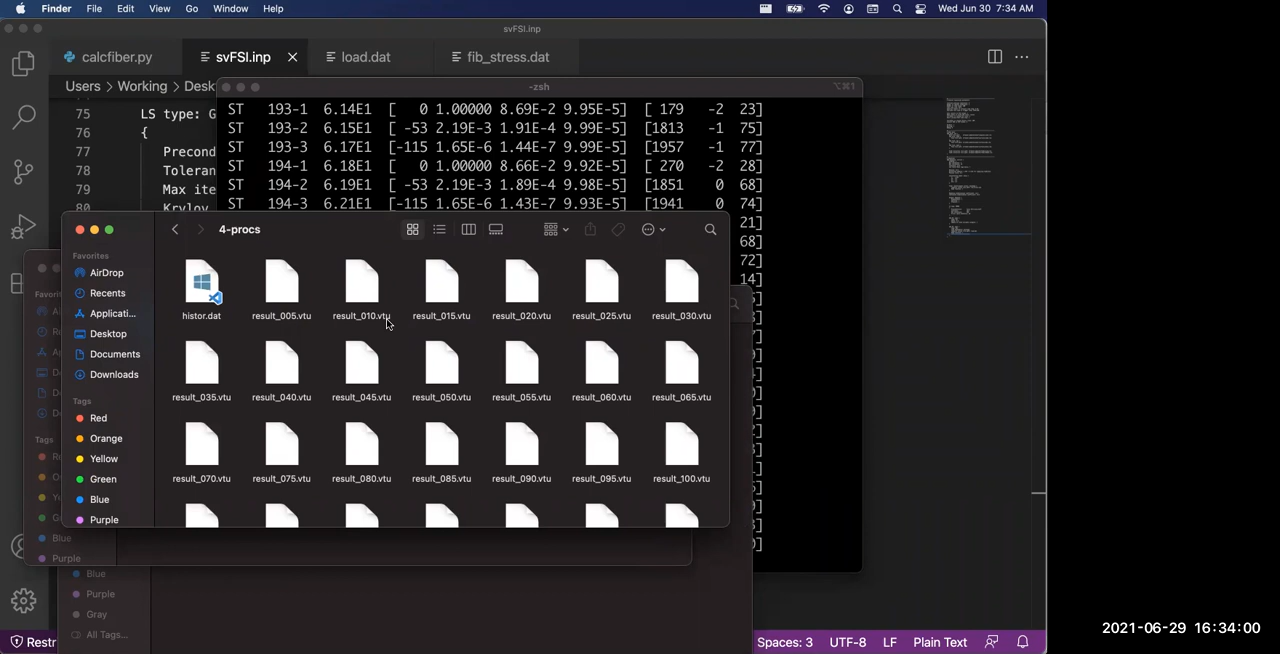 Finder File Edit View Go Window Help Wed Jun 30 7:34 AM
svFSI.inp
calcfiber.py svFSI.inp load.dat fib_stress.dat
Users > Working > Desk
-zsh ⌥⌘1
75 LS type: G
76 {
77 Precond
78 Toleran
79 Max ite
80 Krylov
ST 193-1 6.14E1 [ 0 1.00000 8.69E-2 9.95E-5] [ 179 -2 23]
ST 193-2 6.15E1 [ -53 2.19E-3 1.91E-4 9.99E-5] [1813 -1 75]
ST 193-3 6.17E1 [-115 1.65E-6 1.44E-7 9.99E-5] [1957 -1 77]
ST 194-1 6.18E1 [ 0 1.00000 8.66E-2 9.92E-5] [ 270 -2 28]
ST 194-2 6.19E1 [ -53 2.19E-3 1.89E-4 9.98E-5] [1851 0 68]
ST 194-3 6.21E1 [-115 1.65E-6 1.43E-7 9.93E-5] [1941 0 74]
21]
68]
72]
14]
4-procs
Favorites
AirDrop
Recents
Applicati...
Desktop
Documents
Downloads
Tags
Red
Orange
Yellow
Green
Blue
Purple
histor.dat result_005.vtu result_010.vtu result_015.vtu result_020.vtu result_025.vtu result_030.vtu
result_035.vtu result_040.vtu result_045.vtu result_050.vtu result_055.vtu result_060.vtu result_065.vtu
result_070.vtu result_075.vtu result_080.vtu result_085.vtu result_090.vtu result_095.vtu result_100.vtu
Favorit
Tags
Blue
Purple
Blue
Purple
Gray
All Tags...
Restr Spaces: 3 UTF-8 LF Plain Text
2021-06-29 16:34:00